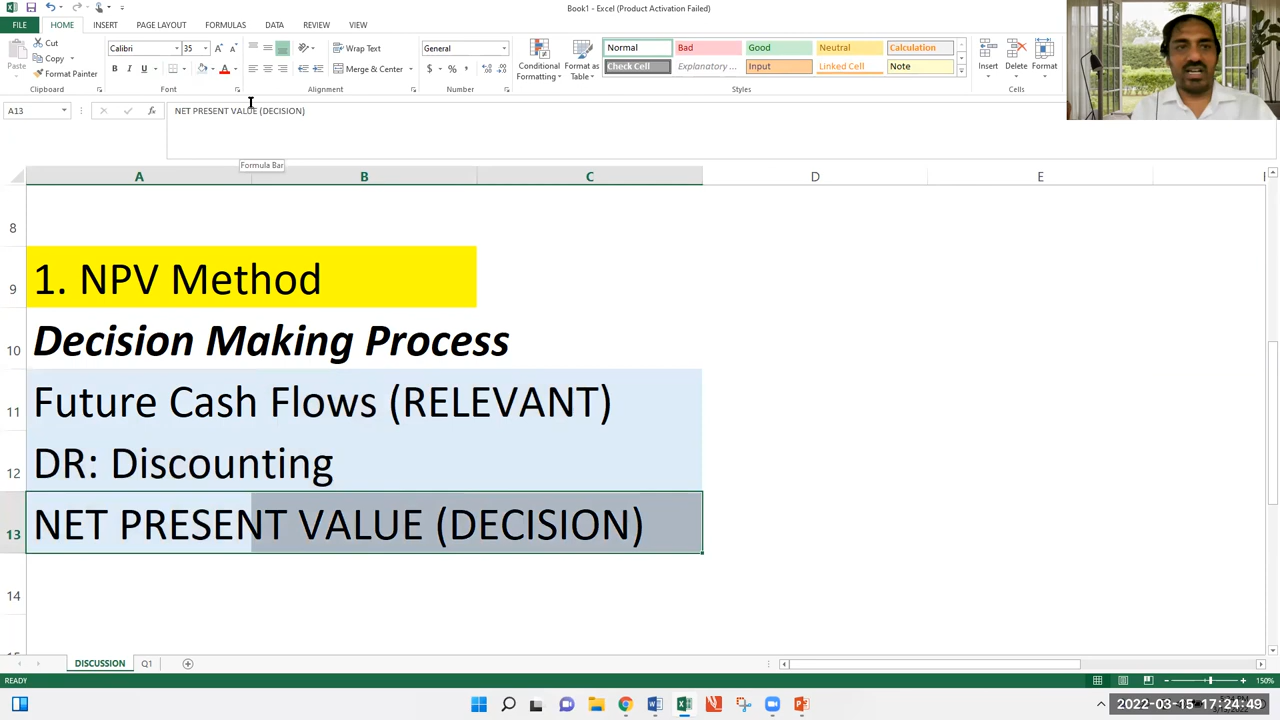 Book1 - Excel (Product Activation Failed)
FILE HOME INSERT PAGE LAYOUT FORMULAS DATA REVIEW VIEW
Cut
Copy
Format Painter
Paste
Clipboard
Calibri 35
Font
Wrap Text
Merge & Center
Alignment
General
Number
Conditional Formatting
Format as Table
Normal Bad Good Neutral Calculation
Check Cell Explanatory ... Input Linked Cell Note
Styles
Insert Delete Format
Cells
A13
NET PRESENT VALUE (DECISION)
Formula Bar
A B C D E
8
9 1. NPV Method
10 Decision Making Process
11 Future Cash Flows (RELEVANT)
12 DR: Discounting
13 NET PRESENT VALUE (DECISION)
14
DISCUSSION Q1
READY
150%
2022-03-15 17:24:49